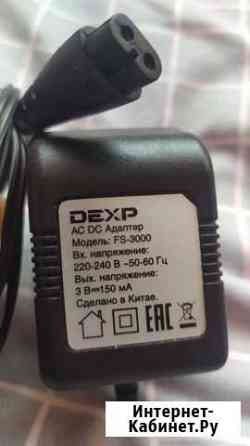 DEXP
AC DC Адаптер
Модель: FS-3000
Вх. напряжение:
220-240 В ~50-60 Гц
Вых. напряжение:
3 В⎓150 мА
Сделано в Китае.
EAC
Интернет-
Кабинет.Ру